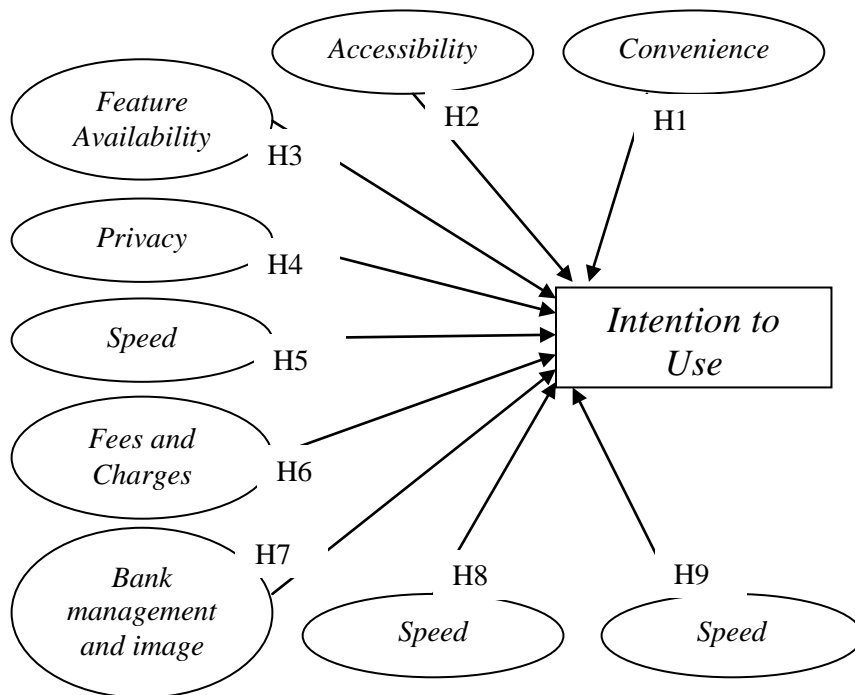 Accessibility
Convenience
Feature
Availability
H2
H1
H3
Privacy
H4
Intention to
Use
Speed
H5
Fees and
Charges
H6
H7
Bank
management
and image
H8
H9
Speed
Speed